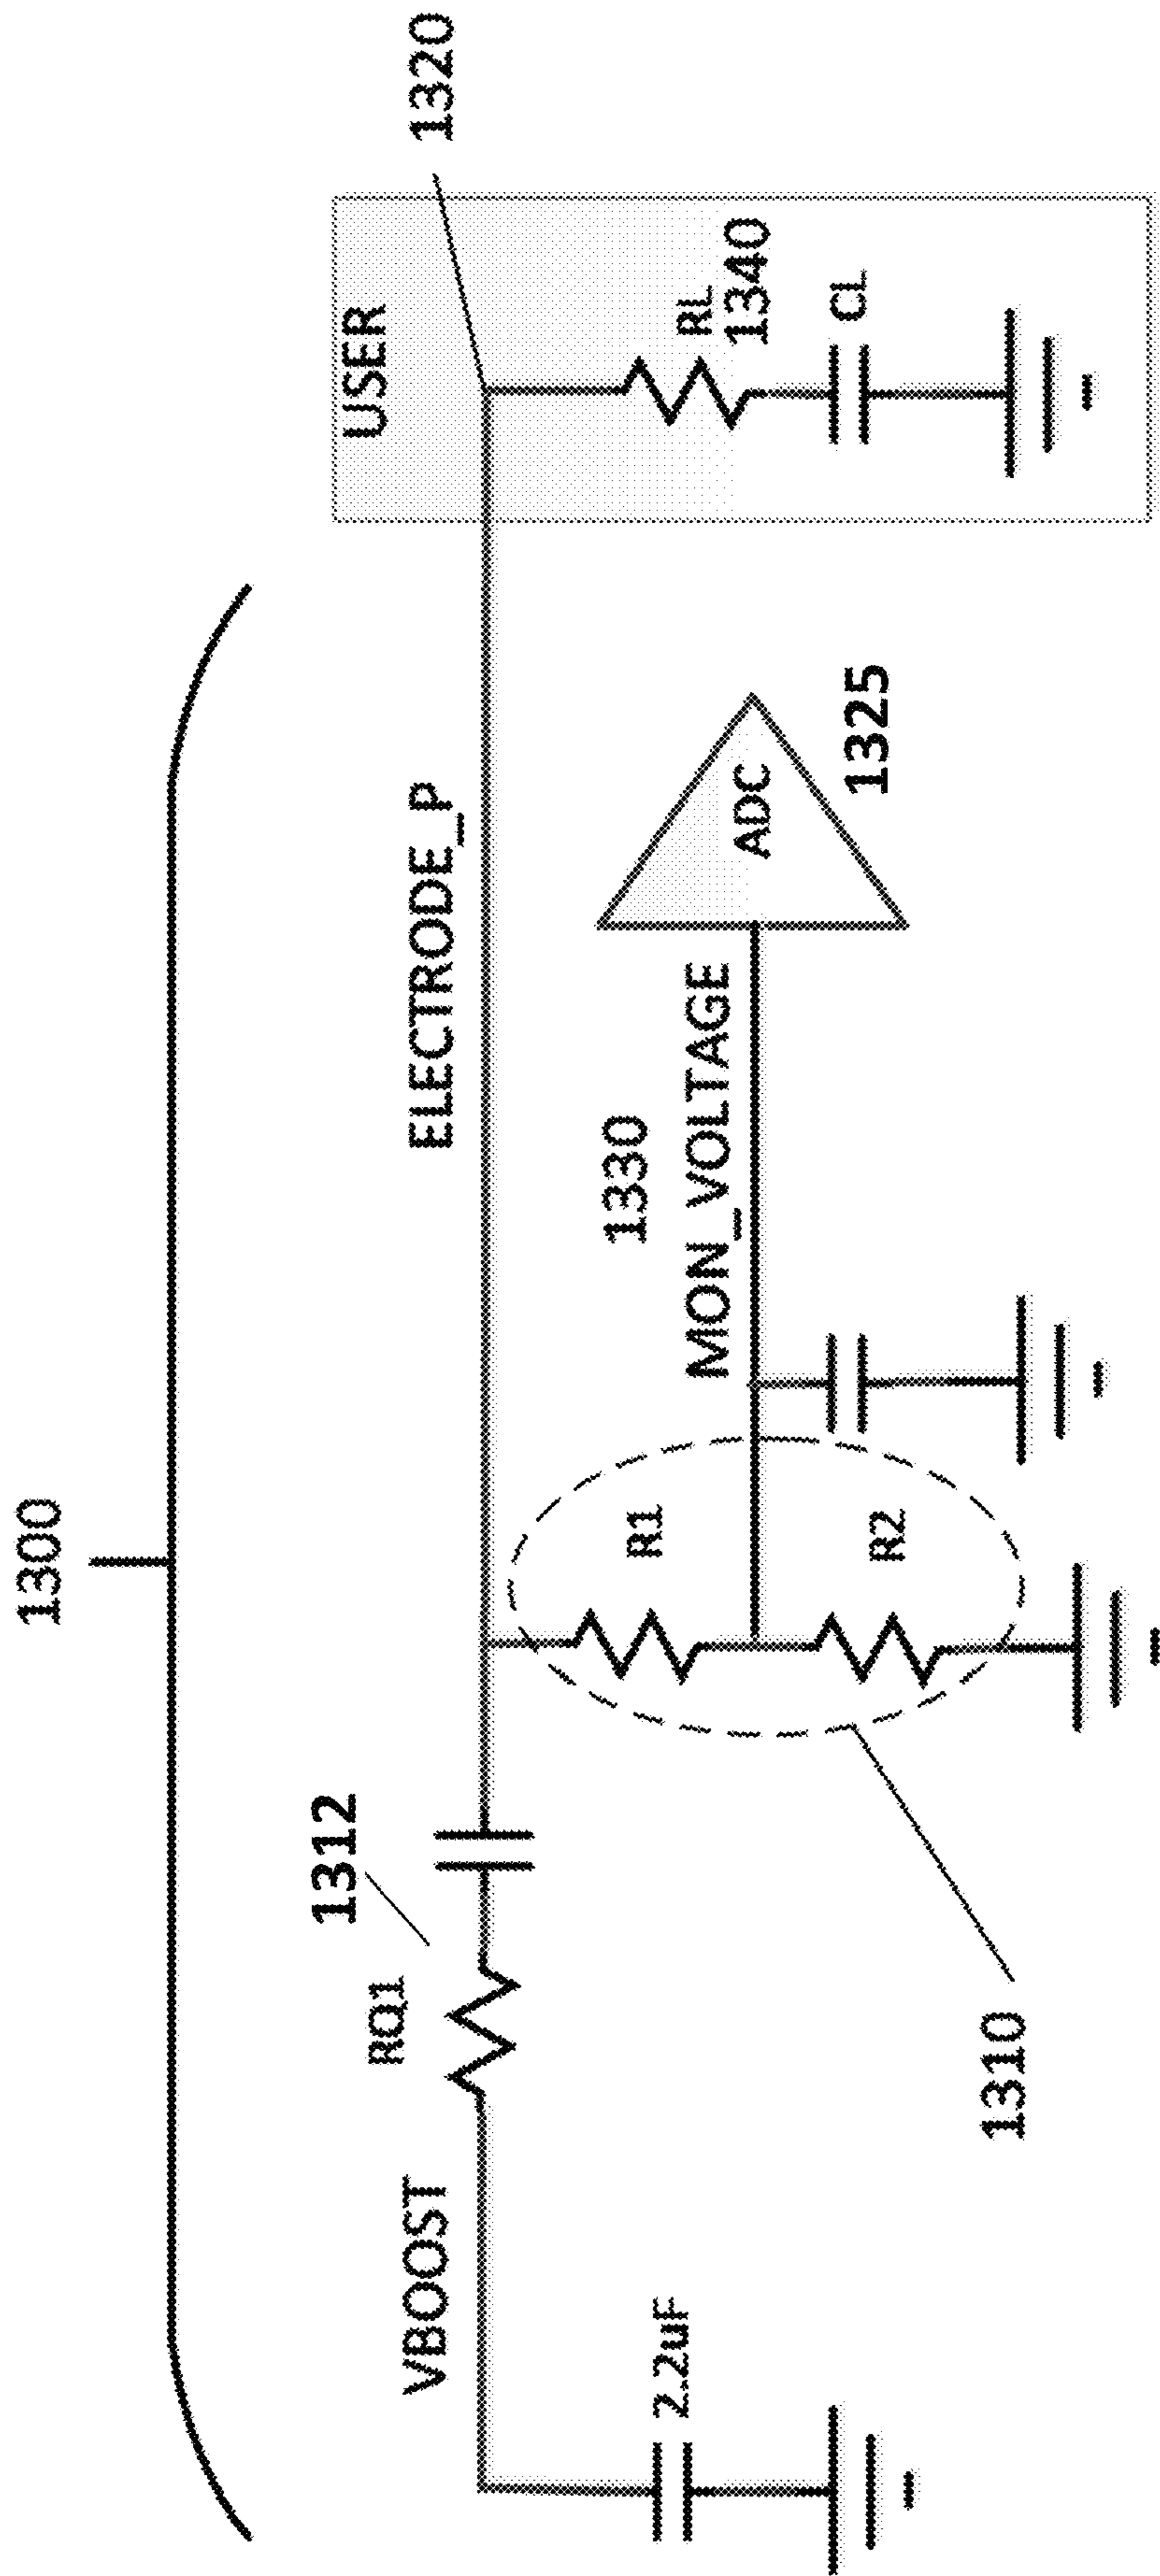 1300
1320
USER
1312
ELECTRODE_P
VBOOST
RQ1
1330
R1
MON_VOLTAGE
RL
1340
2.2uF
ADC
R2
1325
CL
1310